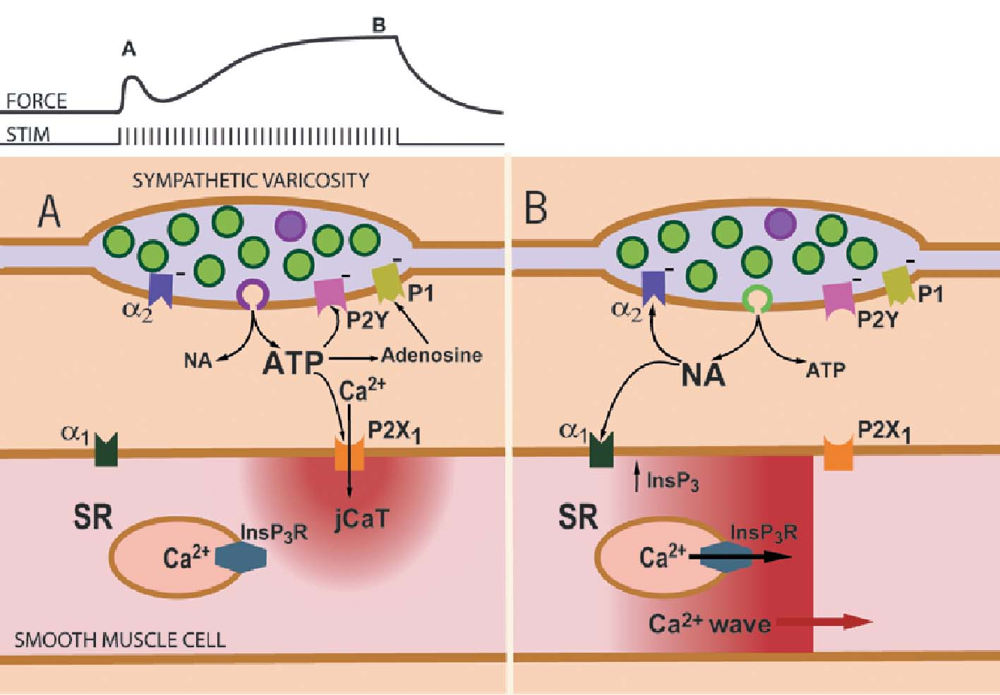 A
B
FORCE
STIM
SYMPATHETIC VARICOSITY
A
- - -
α2
P2Y
P1
NA
ATP
Adenosine
Ca2+
α1
P2X1
SR
InsP3R
jCaT
Ca2+
SMOOTH MUSCLE CELL
B
- - -
α2
P2Y
P1
NA
ATP
α1
P2X1
InsP3
SR
InsP3R
Ca2+
Ca2+ wave